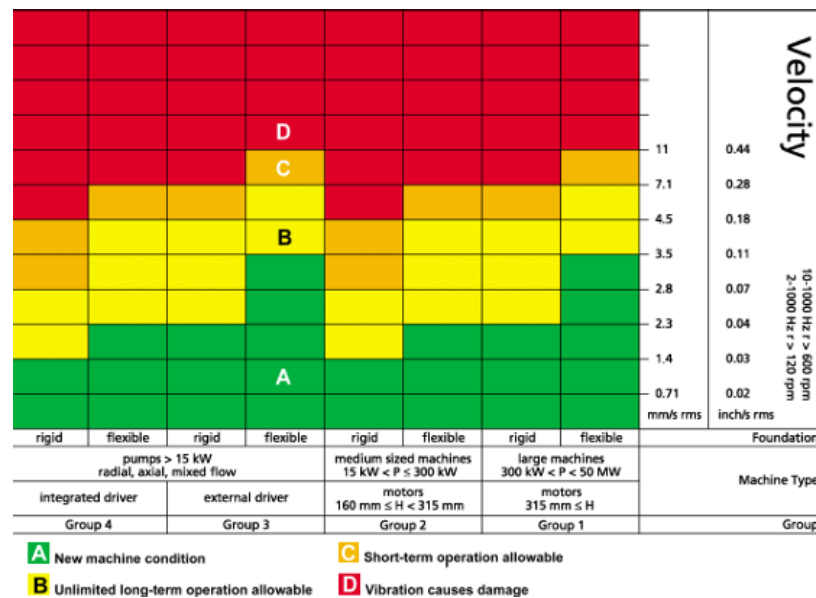 D
C
B
A
11 0.44
7.1 0.28
4.5 0.18
3.5 0.11
2.8 0.07
2.3 0.04
1.4 0.03
0.71 0.02
mm/s rms inch/s rms
Velocity
10-1000 Hz r > 600 rpm
2-1000 Hz r > 120 rpm
rigid flexible rigid flexible rigid flexible rigid flexible Foundation
pumps > 15 kW
radial, axial, mixed flow
medium sized machines
15 kW < P ≤ 300 kW
large machines
300 kW < P < 50 MW
Machine Type
integrated driver external driver
motors
160 mm ≤ H < 315 mm
motors
315 mm ≤ H
Group 4 Group 3 Group 2 Group 1 Group
A New machine condition
C Short-term operation allowable
B Unlimited long-term operation allowable
D Vibration causes damage